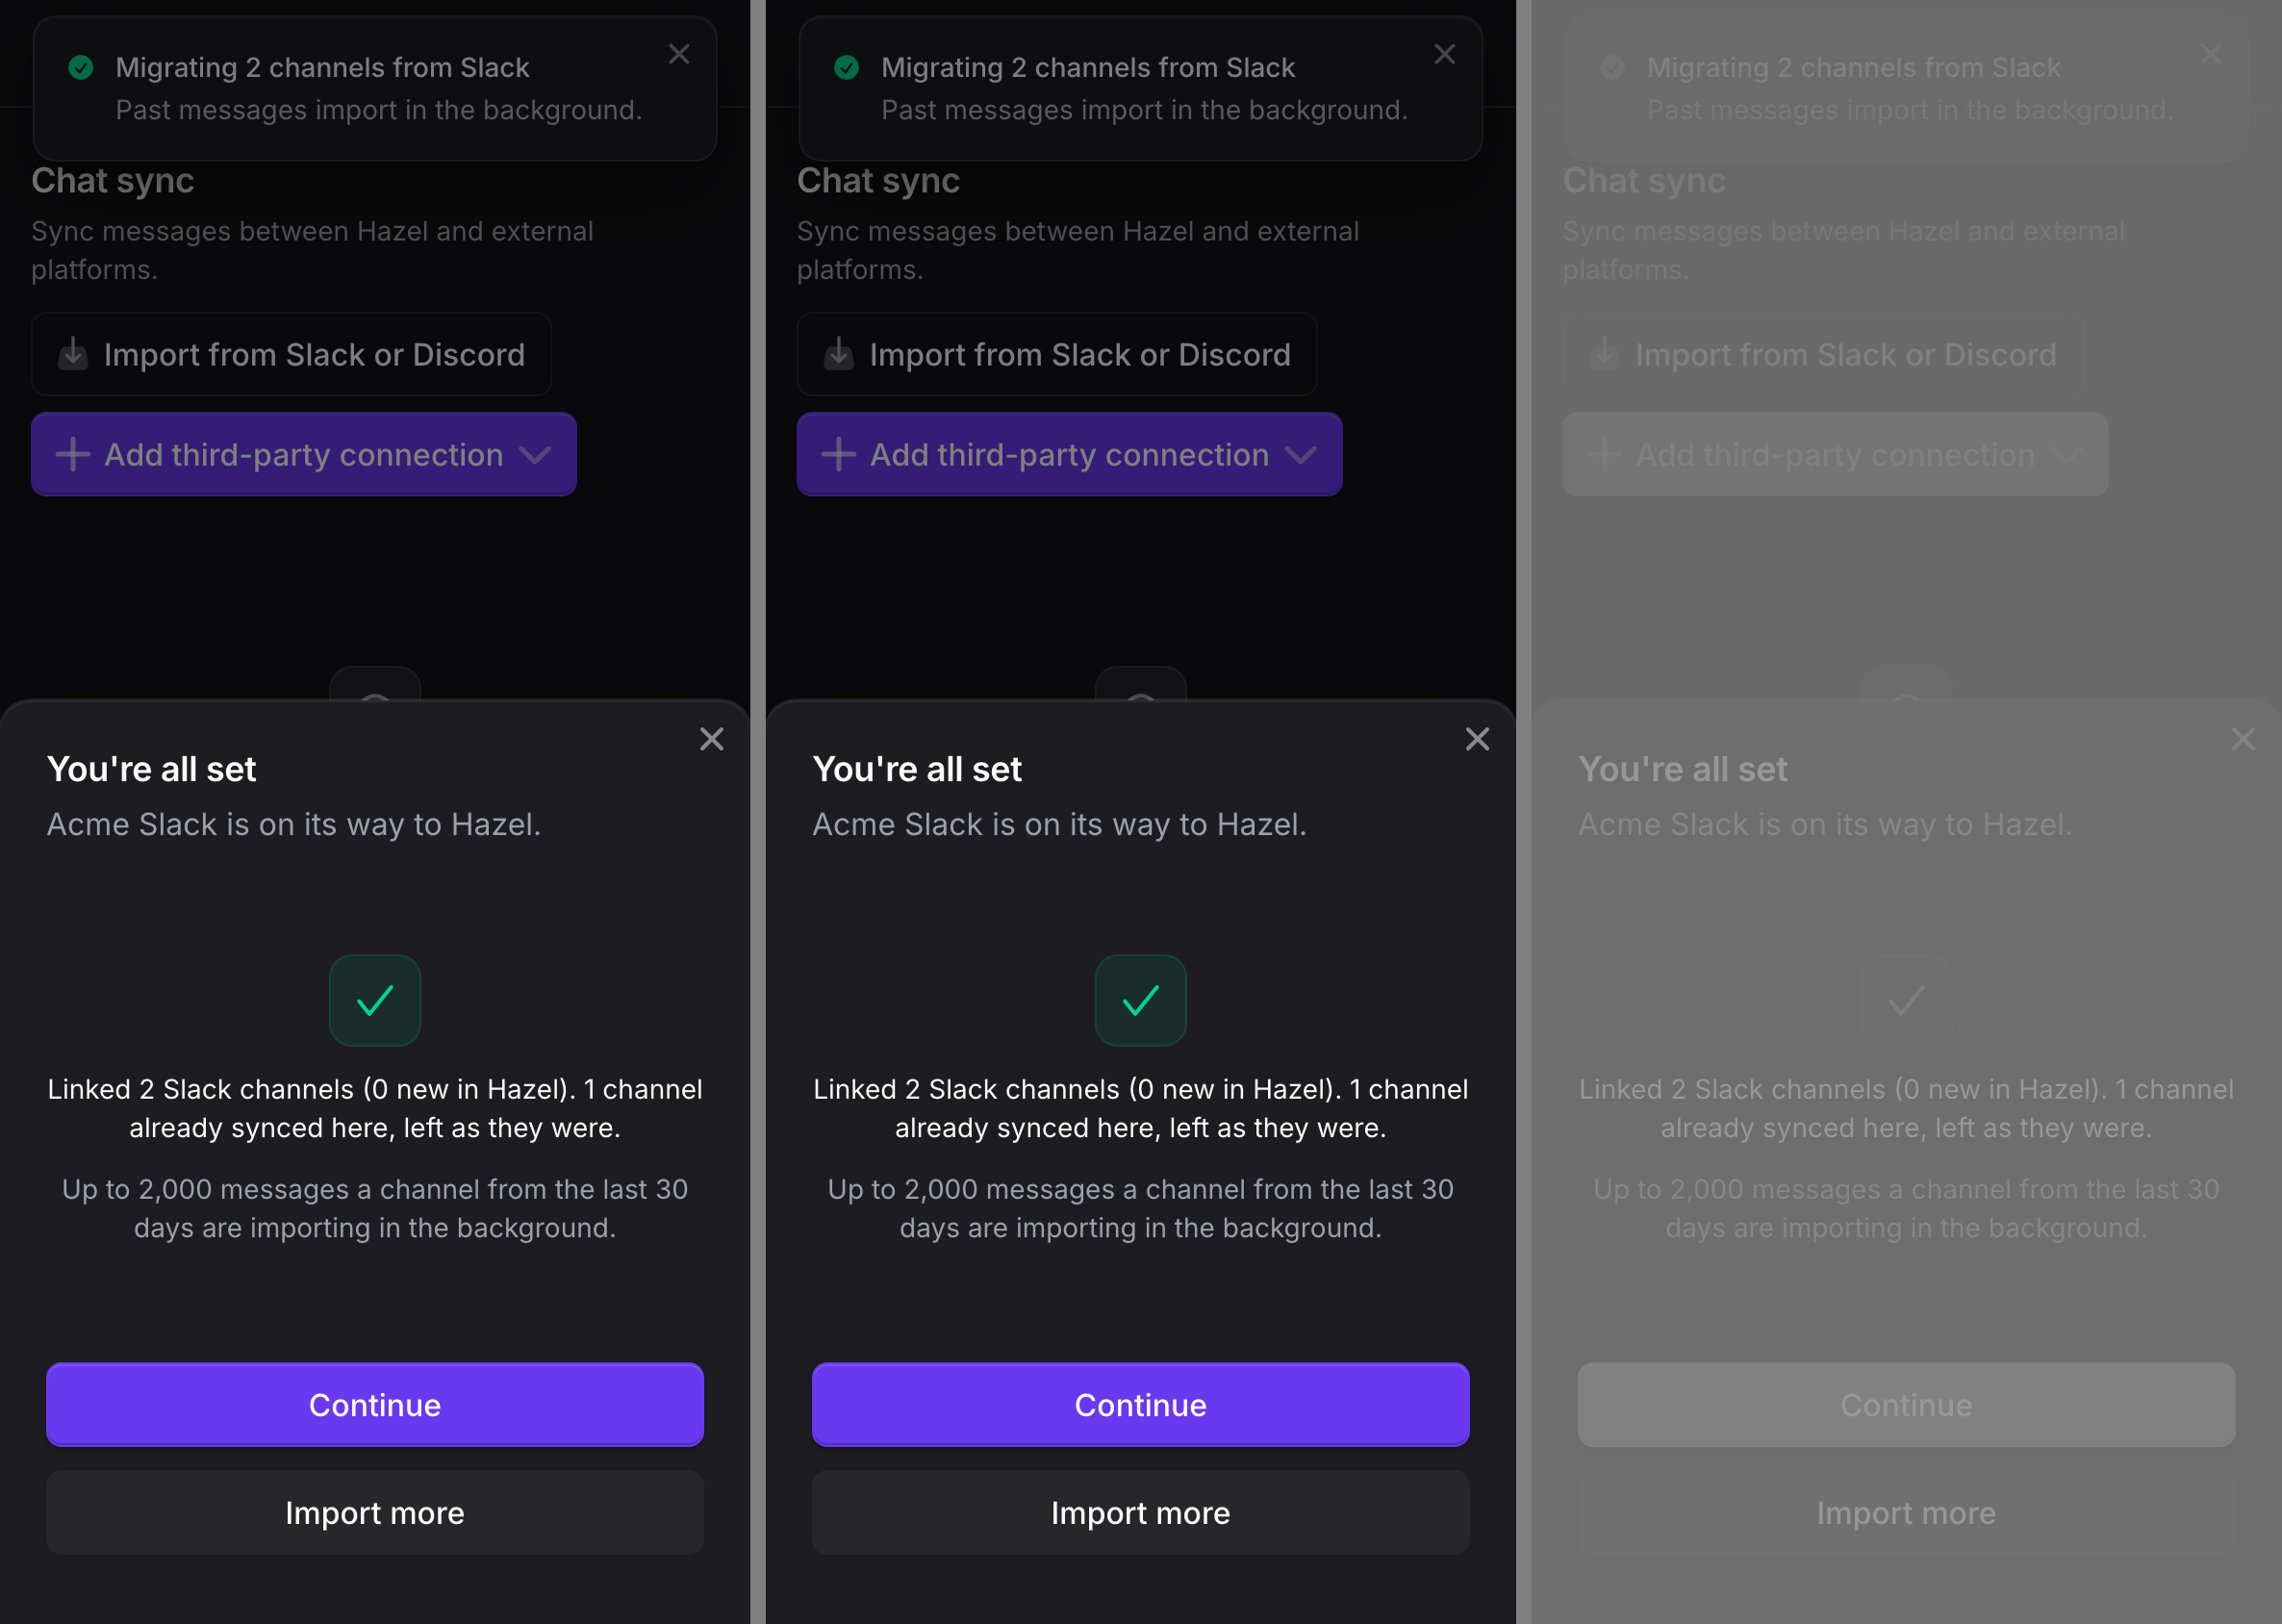 Migrating 2 channels from Slack
Past messages import in the background.
Chat sync
Sync messages between Hazel and external
platforms.
Import from Slack or Discord
Add third-party connection
You're all set
Acme Slack is on its way to Hazel.
Linked 2 Slack channels (0 new in Hazel). 1 channel
already synced here, left as they were.
Up to 2,000 messages a channel from the last 30
days are importing in the background.
Continue
Import more
Migrating 2 channels from Slack
Past messages import in the background.
Chat sync
Sync messages between Hazel and external
platforms.
Import from Slack or Discord
Add third-party connection
You're all set
Acme Slack is on its way to Hazel.
Linked 2 Slack channels (0 new in Hazel). 1 channel
already synced here, left as they were.
Up to 2,000 messages a channel from the last 30
days are importing in the background.
Continue
Import more
Migrating 2 channels from Slack
Past messages import in the background.
Chat sync
Sync messages between Hazel and external
platforms.
Import from Slack or Discord
Add third-party connection
You're all set
Acme Slack is on its way to Hazel.
Linked 2 Slack channels (0 new in Hazel). 1 channel
already synced here, left as they were.
Up to 2,000 messages a channel from the last 30
days are importing in the background.
Continue
Import more